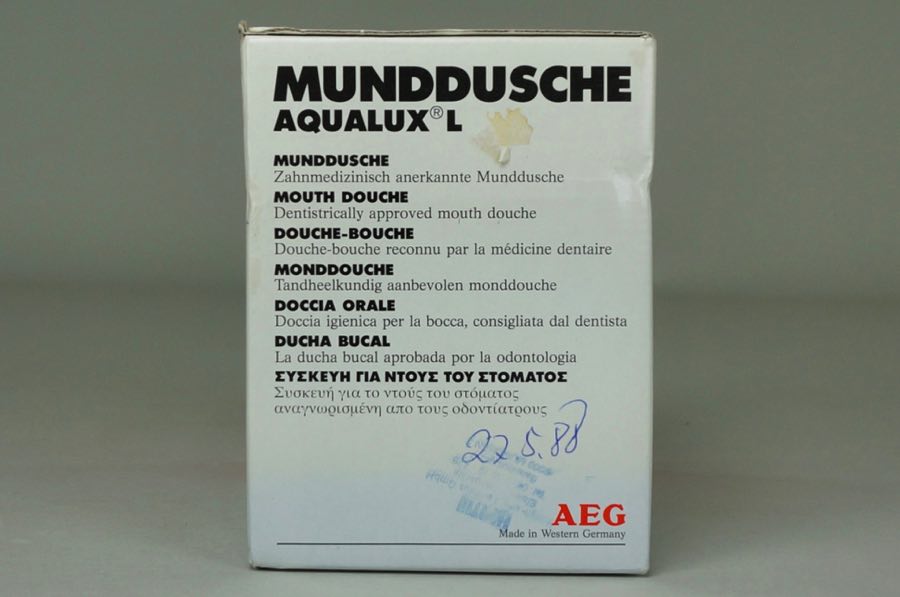 MUNDDUSCHE
AQUALUX® L
MUNDDUSCHE
Zahnmedizinisch anerkannte Munddusche
MOUTH DOUCHE
Dentistrically approved mouth douche
DOUCHE-BOUCHE
Douche-bouche reconnu par la médicine dentaire
MONDDOUCHE
Tandheelkundig aanbevolen monddouche
DOCCIA ORALE
Doccia igienica per la bocca, consigliata dal dentista
DUCHA BUCAL
La ducha bucal aprobada por la odontologia
ΣΥΣΚΕΥΗ ΓΙΑ ΝΤΟΥΣ ΤΟΥ ΣΤΟΜΑΤΟΣ
Συσκευή για το ντούς του στόματος
αναγνωρισμένη απο τους οδοντίατρους
27.5.88
AEG
Made in Western Germany